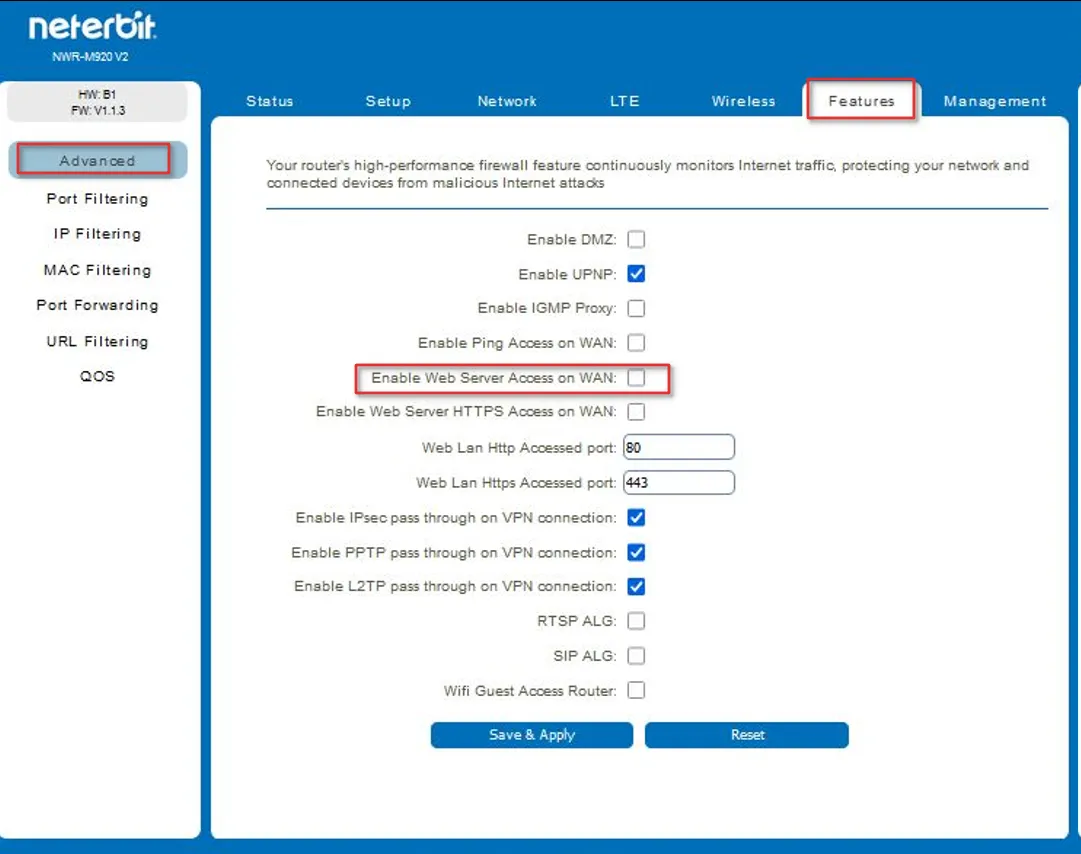 neterbit.
NWR-M920 V2
HW: B1
FW: V1.1.3
Status
Setup
Network
LTE
Wireless
Features
Management
Advanced
Port Filtering
IP Filtering
MAC Filtering
Port Forwarding
URL Filtering
QOS
Your router's high-performance firewall feature continuously monitors Internet traffic, protecting your network and
connected devices from malicious Internet attacks
Enable DMZ:
Enable UPNP:
Enable IGMP Proxy:
Enable Ping Access on WAN:
Enable Web Server Access on WAN:
Enable Web Server HTTPS Access on WAN:
Web Lan Http Accessed port: 80
Web Lan Https Accessed port: 443
Enable IPsec pass through on VPN connection:
Enable PPTP pass through on VPN connection:
Enable L2TP pass through on VPN connection:
RTSP ALG:
SIP ALG:
Wifi Guest Access Router:
Save & Apply
Reset